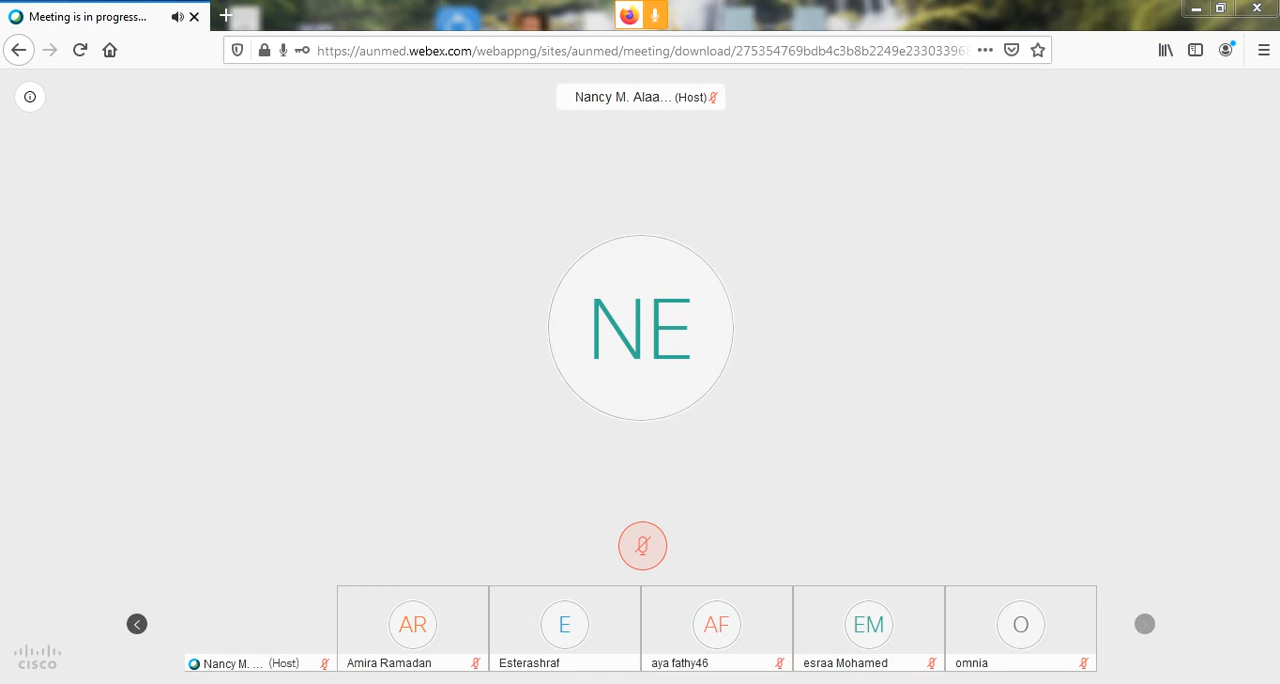 Meeting is in progress...
https://aunmed.webex.com/webappng/sites/aunmed/meeting/download/275354769bdb4c3b8b2249e233033968
Nancy M. Alaa... (Host)
NE
AR
E
AF
EM
O
Nancy M. ... (Host)
Amira Ramadan
Esterashraf
aya fathy46
esraa Mohamed
omnia
CISCO